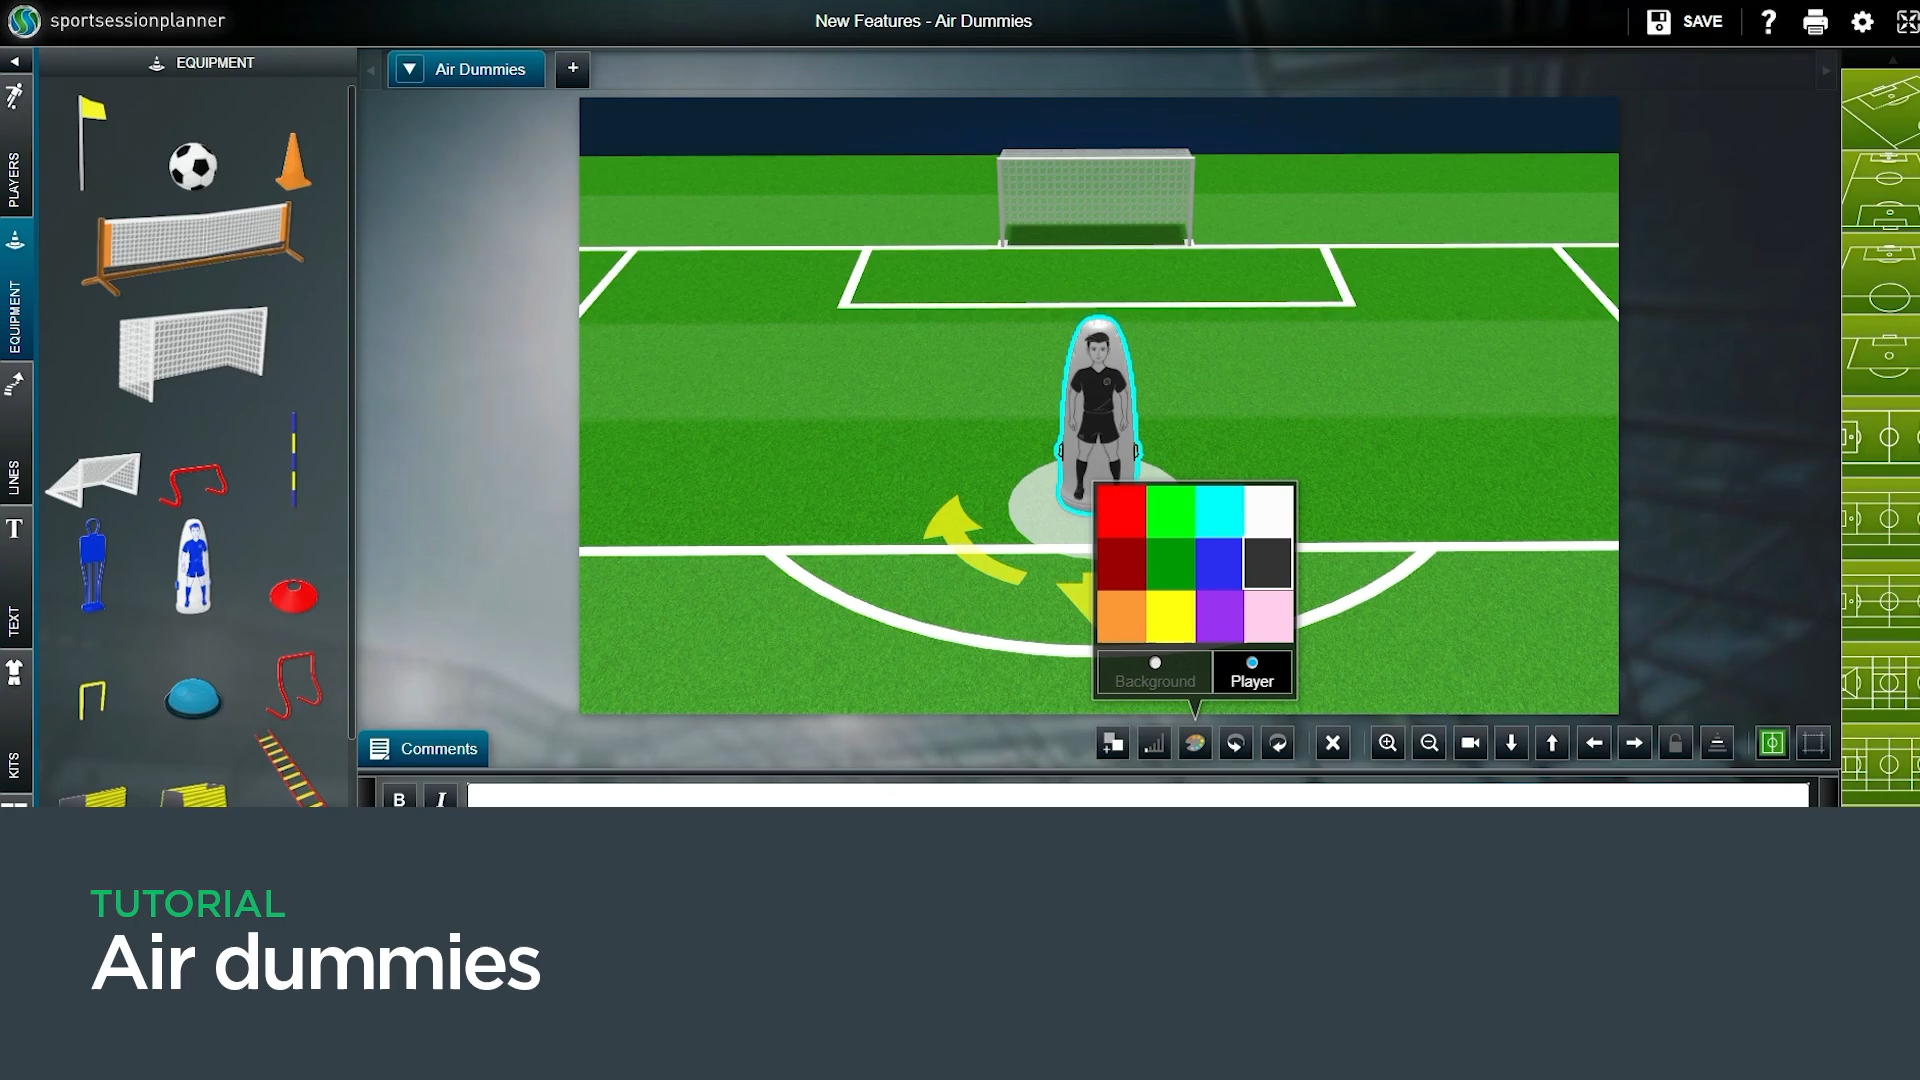 sportsessionplanner
New Features - Air Dummies
SAVE
?
EQUIPMENT
Air Dummies
+
PLAYERS
EQUIPMENT
LINES
T
TEXT
KITS
Background
Player
Comments
B
I
TUTORIAL
Air dummies